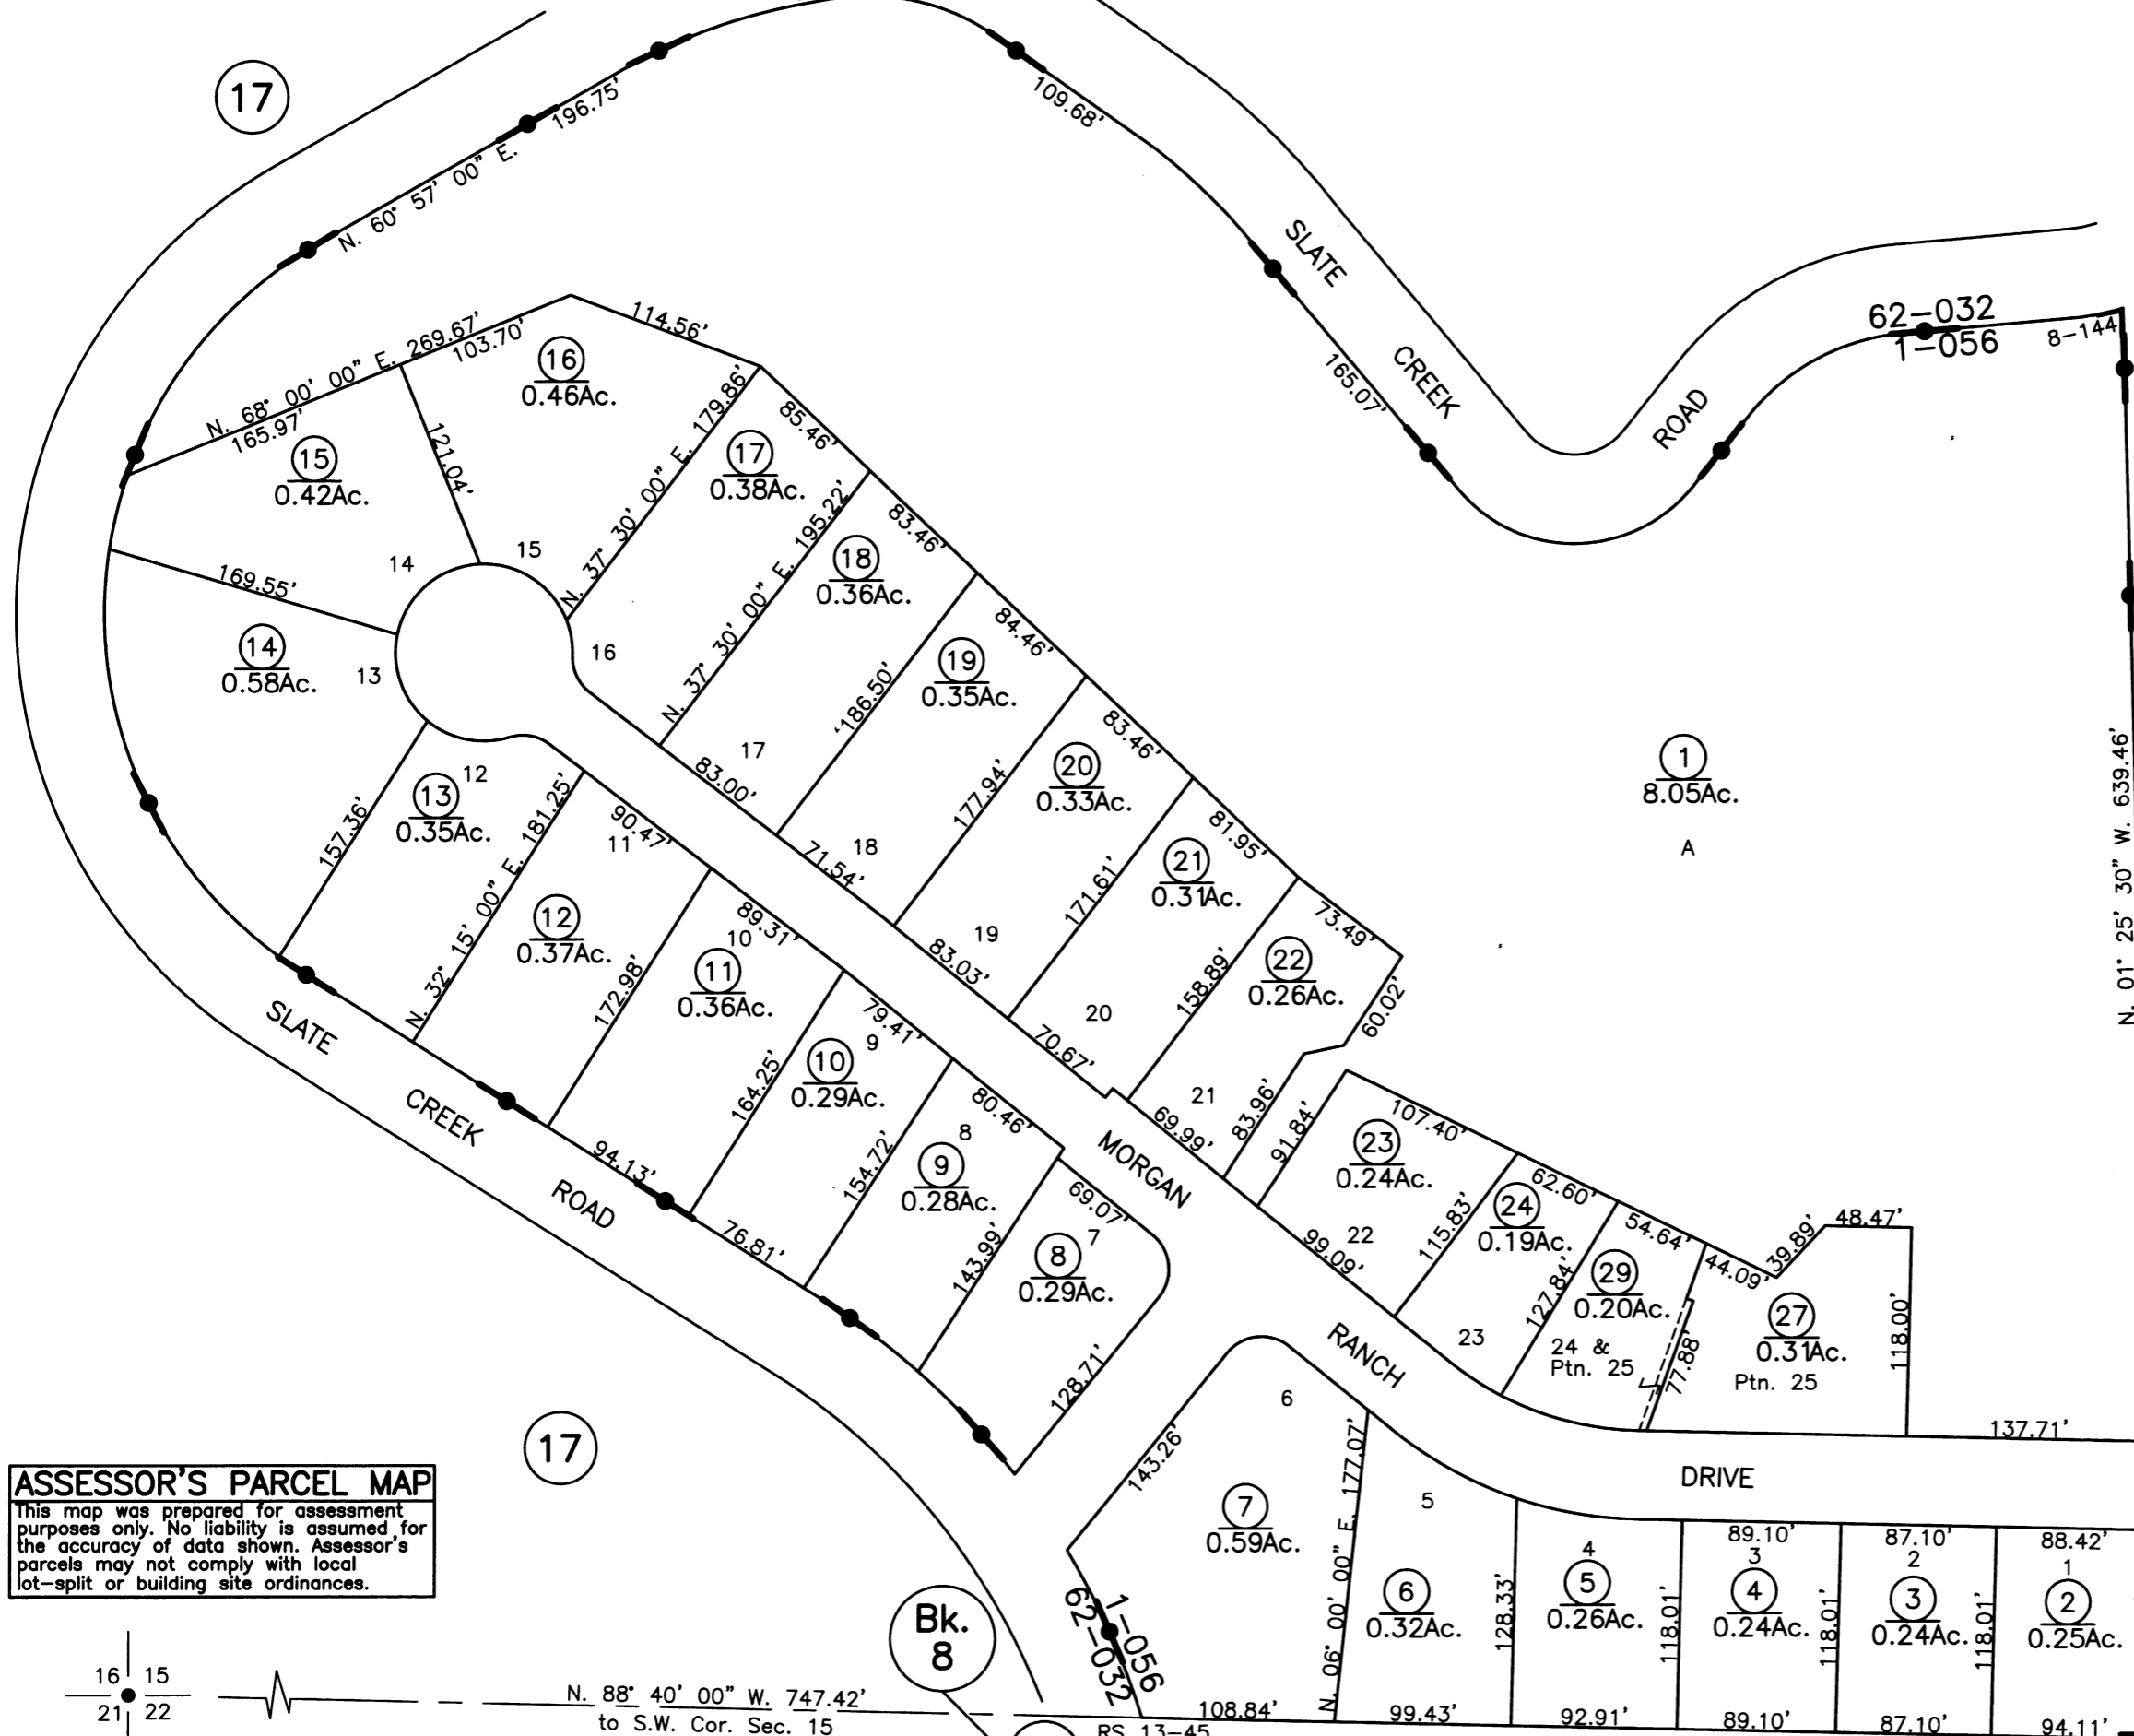 17
196.75'
N. 60° 57' 00" E.
109.68'
SLATE
CREEK
ROAD
165.07'
62-032
1-056
8-144
N. 01° 25' 30" W. 639.46'
N. 68° 00' 00" E. 269.67'
165.97'
103.70'
114.56'
16
0.46Ac.
15
0.42Ac.
121.04'
N. 37° 30' 00" E. 179.86'
85.46'
17
0.38Ac.
14
15
169.55'
14
0.58Ac.
13
16
N. 37° 30' 00" E. 195.22'
83.46'
18
0.36Ac.
17
83.00'
186.50'
84.46'
19
0.35Ac.
18
71.54'
177.94'
83.46'
20
0.33Ac.
19
83.03'
171.61'
81.95'
21
0.31Ac.
20
70.67'
158.89'
73.49'
22
0.26Ac.
60.02'
21
69.99'
83.96'
91.84'
1
8.05Ac.
A
157.36'
12
13
0.35Ac.
N. 32° 15' 00" E. 181.25'
90.47'
11
12
0.37Ac.
172.98'
89.31'
10
11
0.36Ac.
164.25'
94.13'
79.41'
9
10
0.29Ac.
154.72'
76.81'
80.46'
8
9
0.28Ac.
143.99'
69.07'
7
8
0.29Ac.
128.71'
SLATE
CREEK
ROAD
MORGAN
RANCH
DRIVE
107.40'
23
0.24Ac.
22
99.09'
115.83'
62.60'
24
0.19Ac.
23
127.84'
54.64'
29
0.20Ac.
24 &
Ptn. 25
77.88'
44.09'
39.89'
48.47'
27
0.31Ac.
Ptn. 25
118.00'
137.71'
17
143.26'
6
7
0.59Ac.
N. 06° 00' 00" E. 177.07'
5
6
0.32Ac.
128.33'
4
5
0.26Ac.
118.01'
89.10'
3
4
0.24Ac.
118.01'
87.10'
2
3
0.24Ac.
118.01'
88.42'
1
2
0.25Ac.
108.84'
99.43'
92.91'
89.10'
87.10'
94.11'
1-056
62-032
Bk.
8
RS 13-45
ASSESSOR'S PARCEL MAP
This map was prepared for assessment
purposes only. No liability is assumed for
the accuracy of data shown. Assessor's
parcels may not comply with local
lot-split or building site ordinances.
16 15
21 22
N. 88° 40' 00" W. 747.42'
to S.W. Cor. Sec. 15